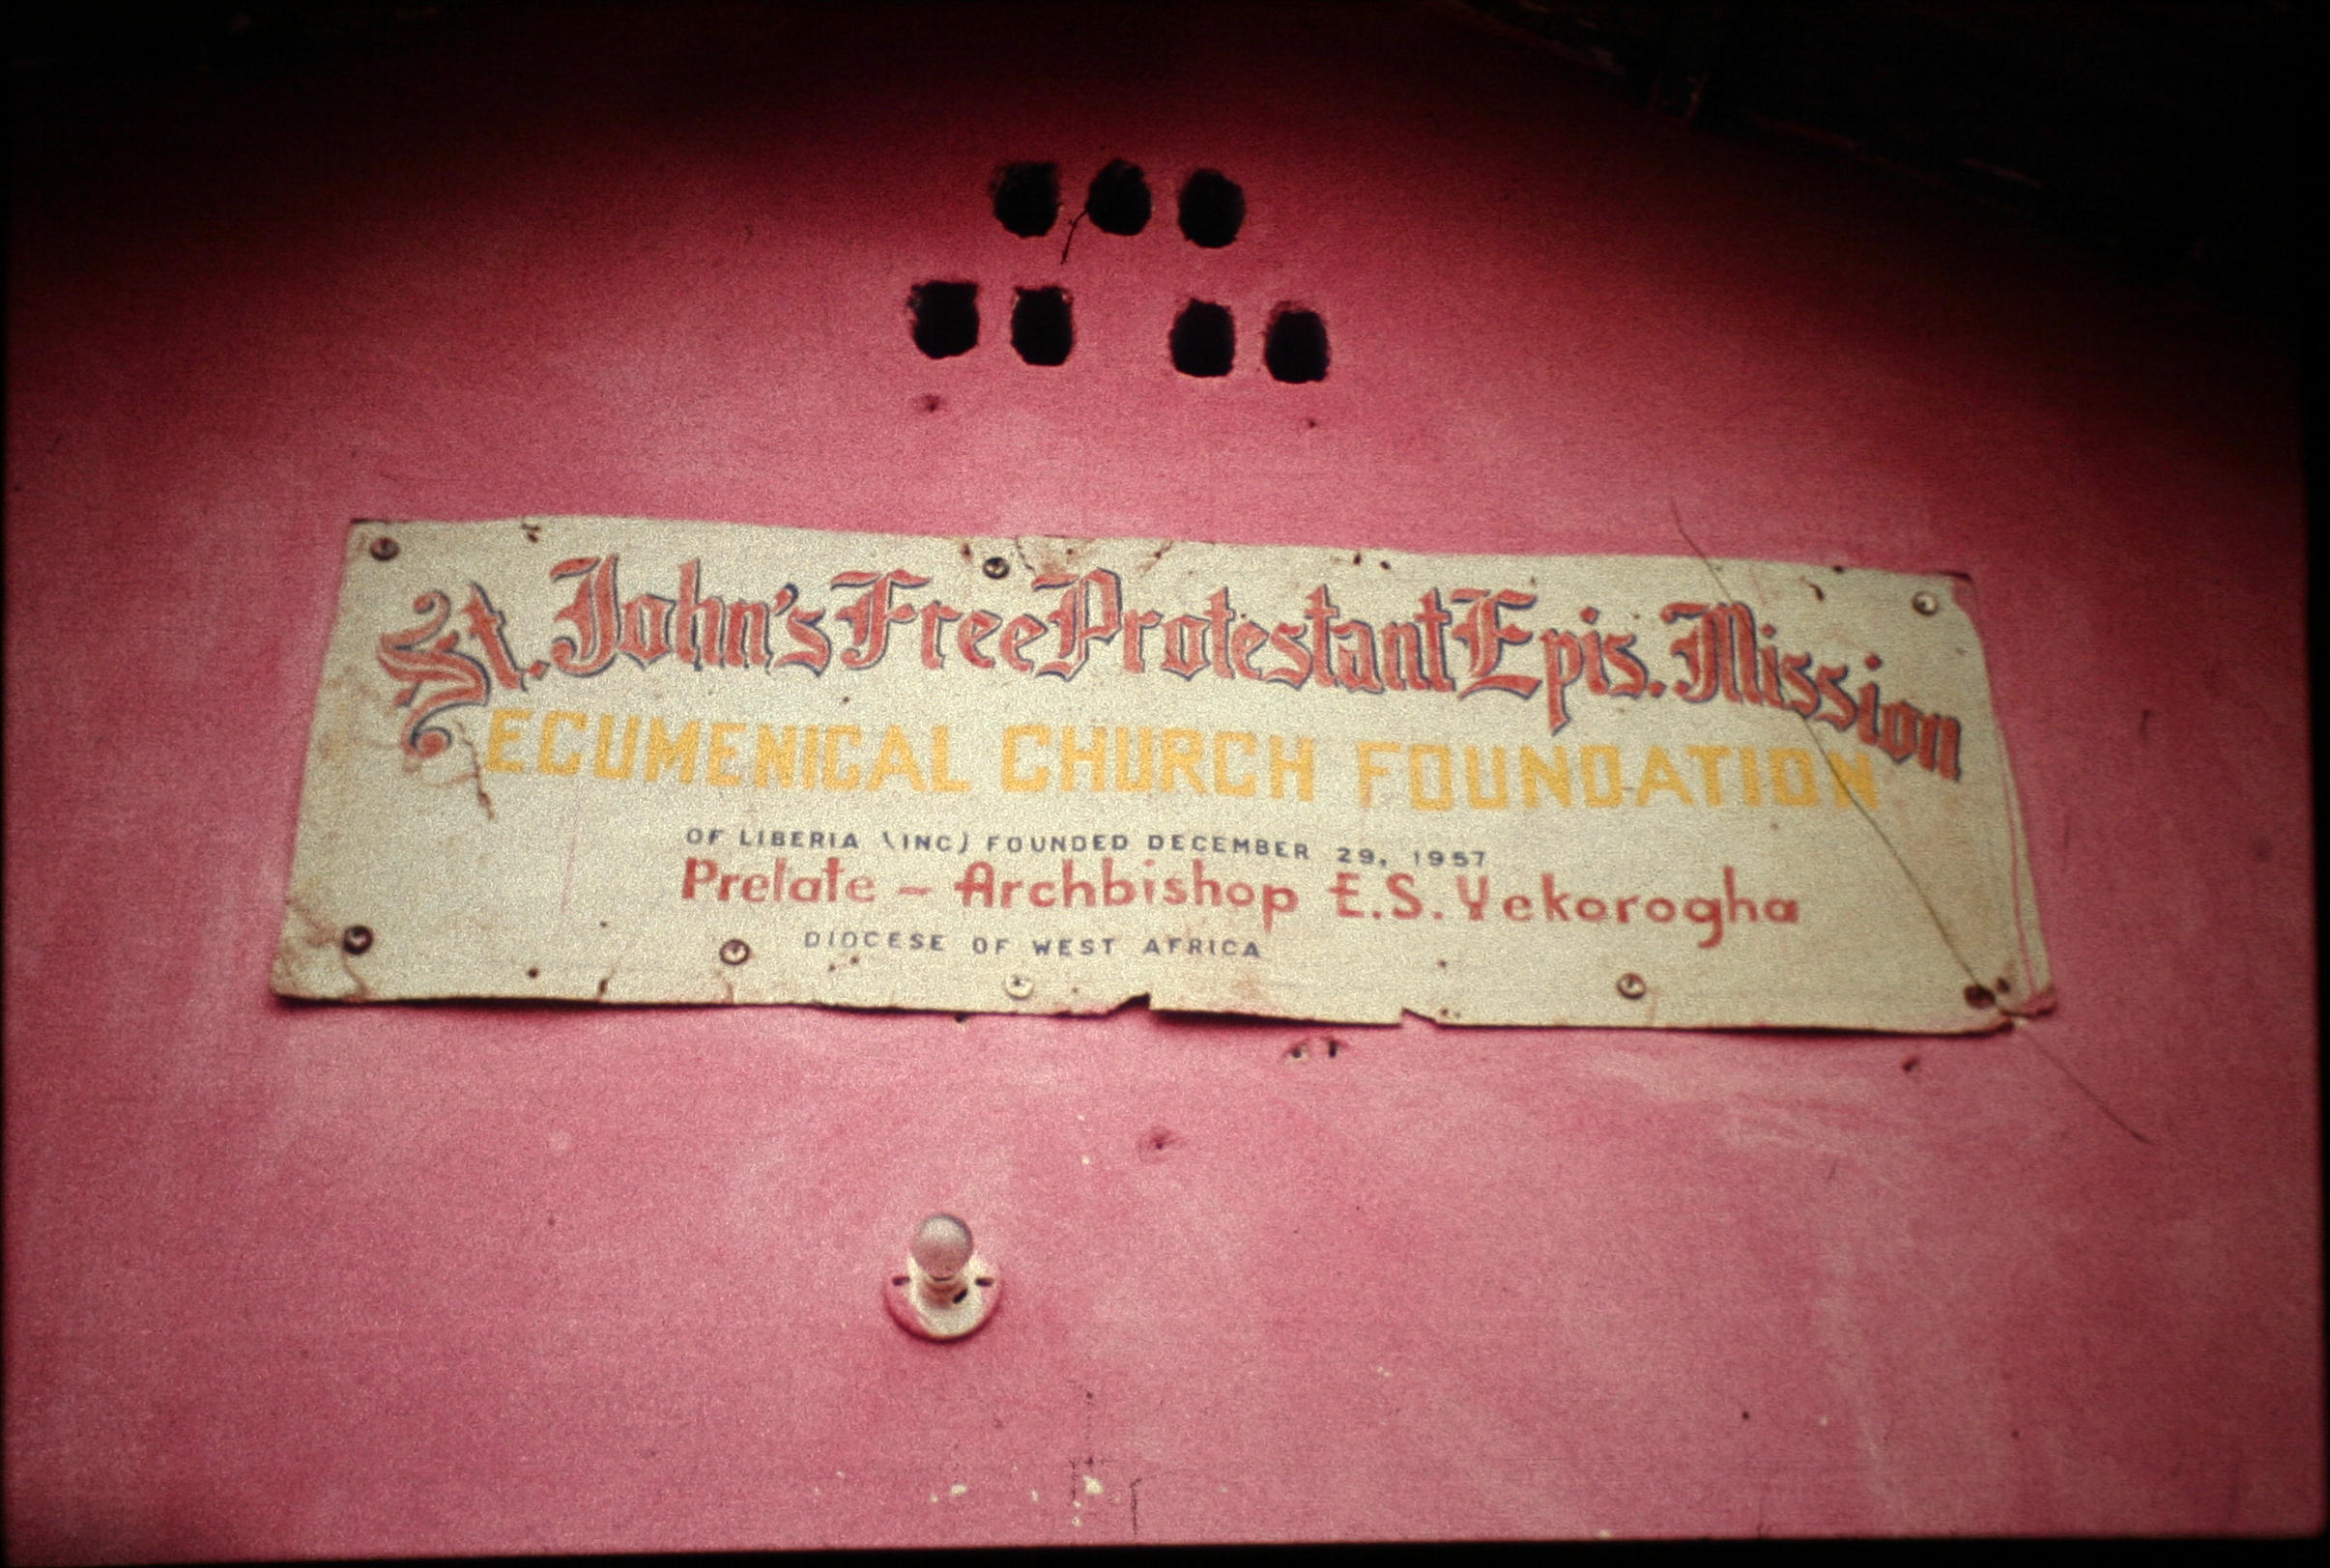 St. John's Free Protestant Epis. Mission
ECUMENICAL CHURCH FOUNDATION
OF LIBERIA (INC) FOUNDED DECEMBER 29, 1957
Prelate - Archbishop E.S. Yekorogha
DIOCESE OF WEST AFRICA